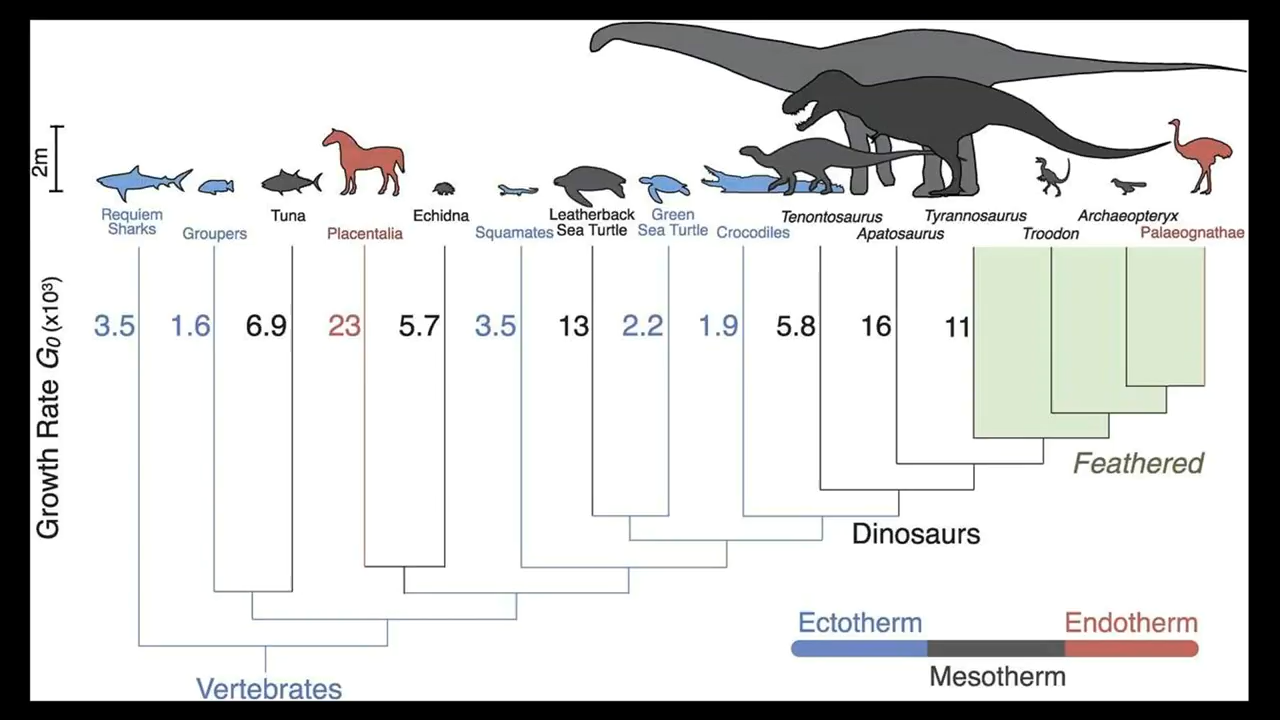 2m
Requiem
Sharks
Groupers
Tuna
Placentalia
Echidna
Squamates
Leatherback
Sea Turtle
Green
Sea Turtle
Crocodiles
Tenontosaurus
Apatosaurus
Tyrannosaurus
Troodon
Archaeopteryx
Palaeognathae
Growth Rate G₀ (x10³)
3.5
1.6
6.9
23
5.7
3.5
13
2.2
1.9
5.8
16
11
Feathered
Dinosaurs
Ectotherm
Endotherm
Mesotherm
Vertebrates